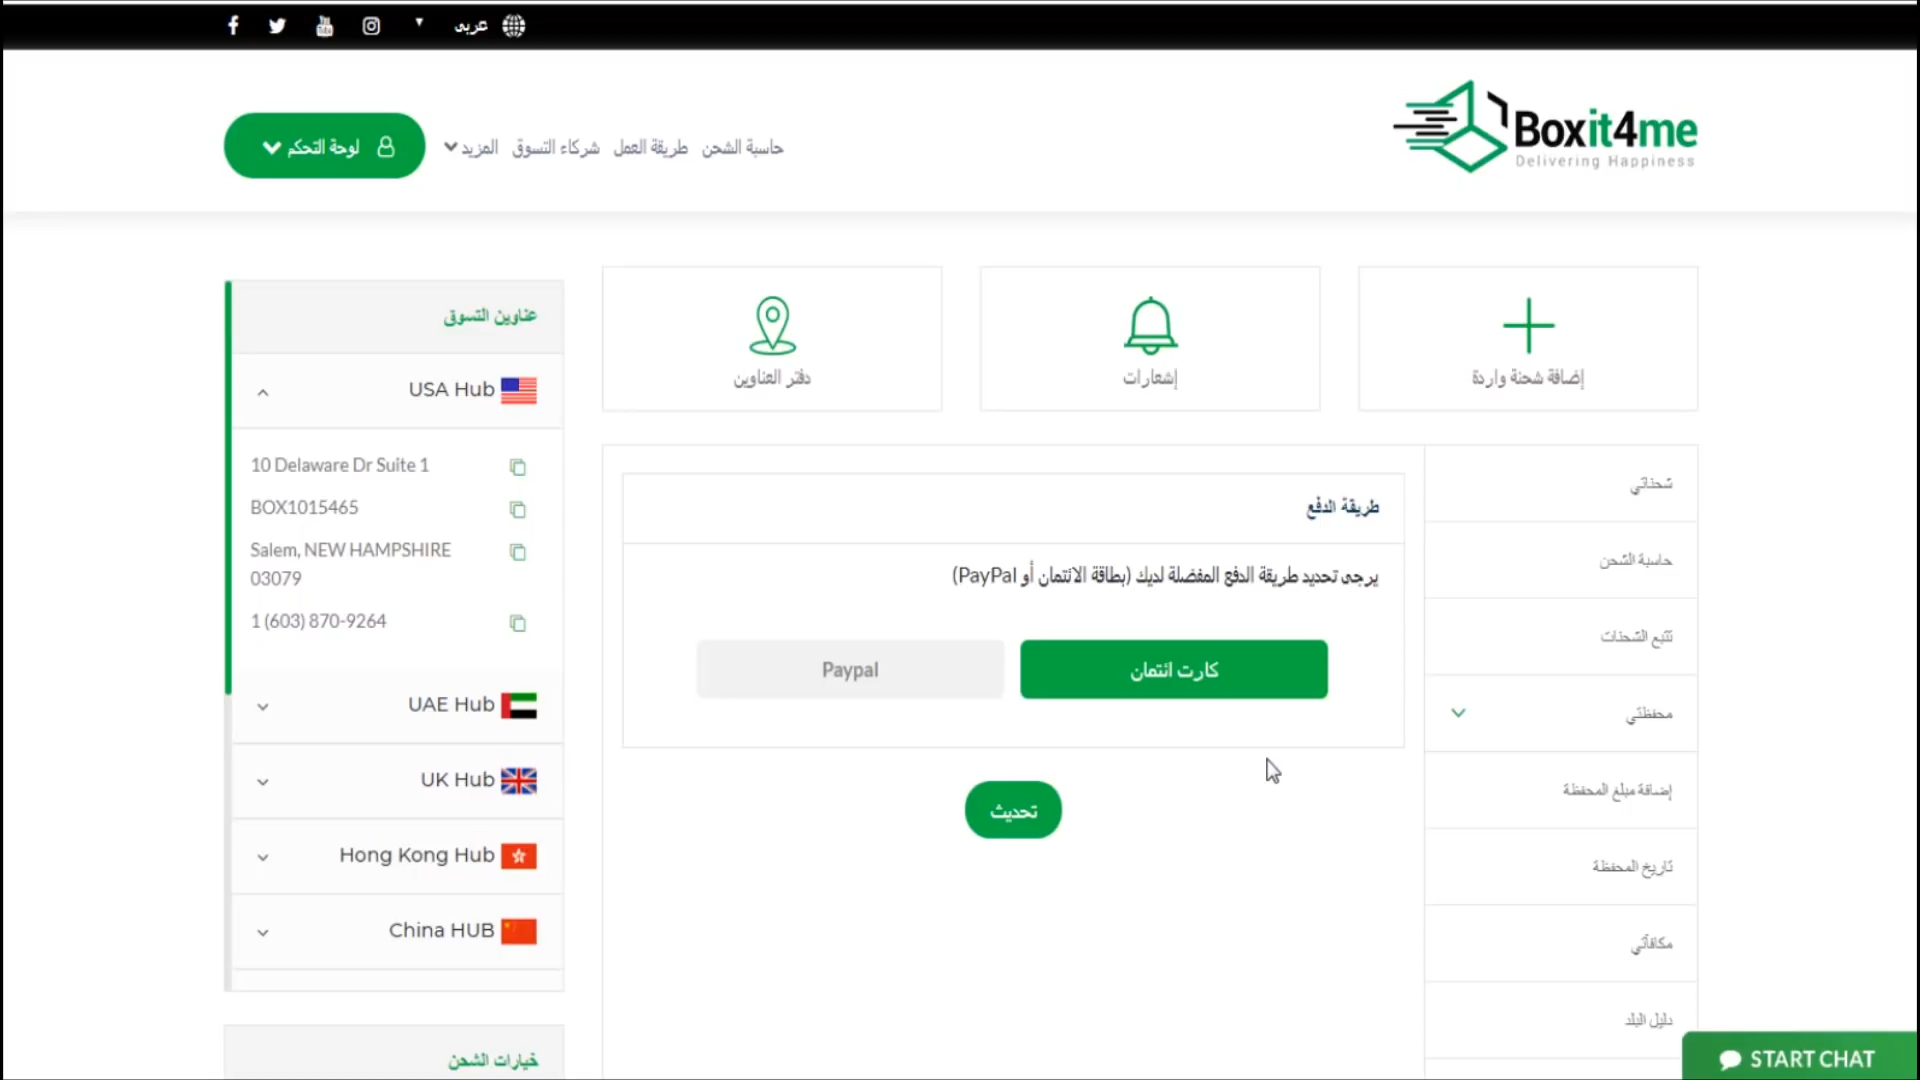 عربى
Boxit4me
Delivering Happiness
حاسبة الشحن
طريقة العمل
شركاء التسوق
المزيد
لوحة التحكم
إضافة شحنة واردة
إشعارات
دفتر العناوين
عناوين التسوق
USA Hub
10 Delaware Dr Suite 1
BOX1015465
Salem, NEW HAMPSHIRE
03079
1 (603) 870-9264
UAE Hub
UK Hub
Hong Kong Hub
China HUB
خيارات الشحن
طريقة الدفع
يرجى تحديد طريقة الدفع المفضلة لديك (بطاقة الائتمان أو PayPal)
كارت ائتمان
Paypal
تحديث
شحناتي
حاسبة الشحن
تتبع الشحنات
محفظتي
إضافة مبلغ المحفظة
تاريخ المحفظة
مكافآتي
دليل البلد
START CHAT